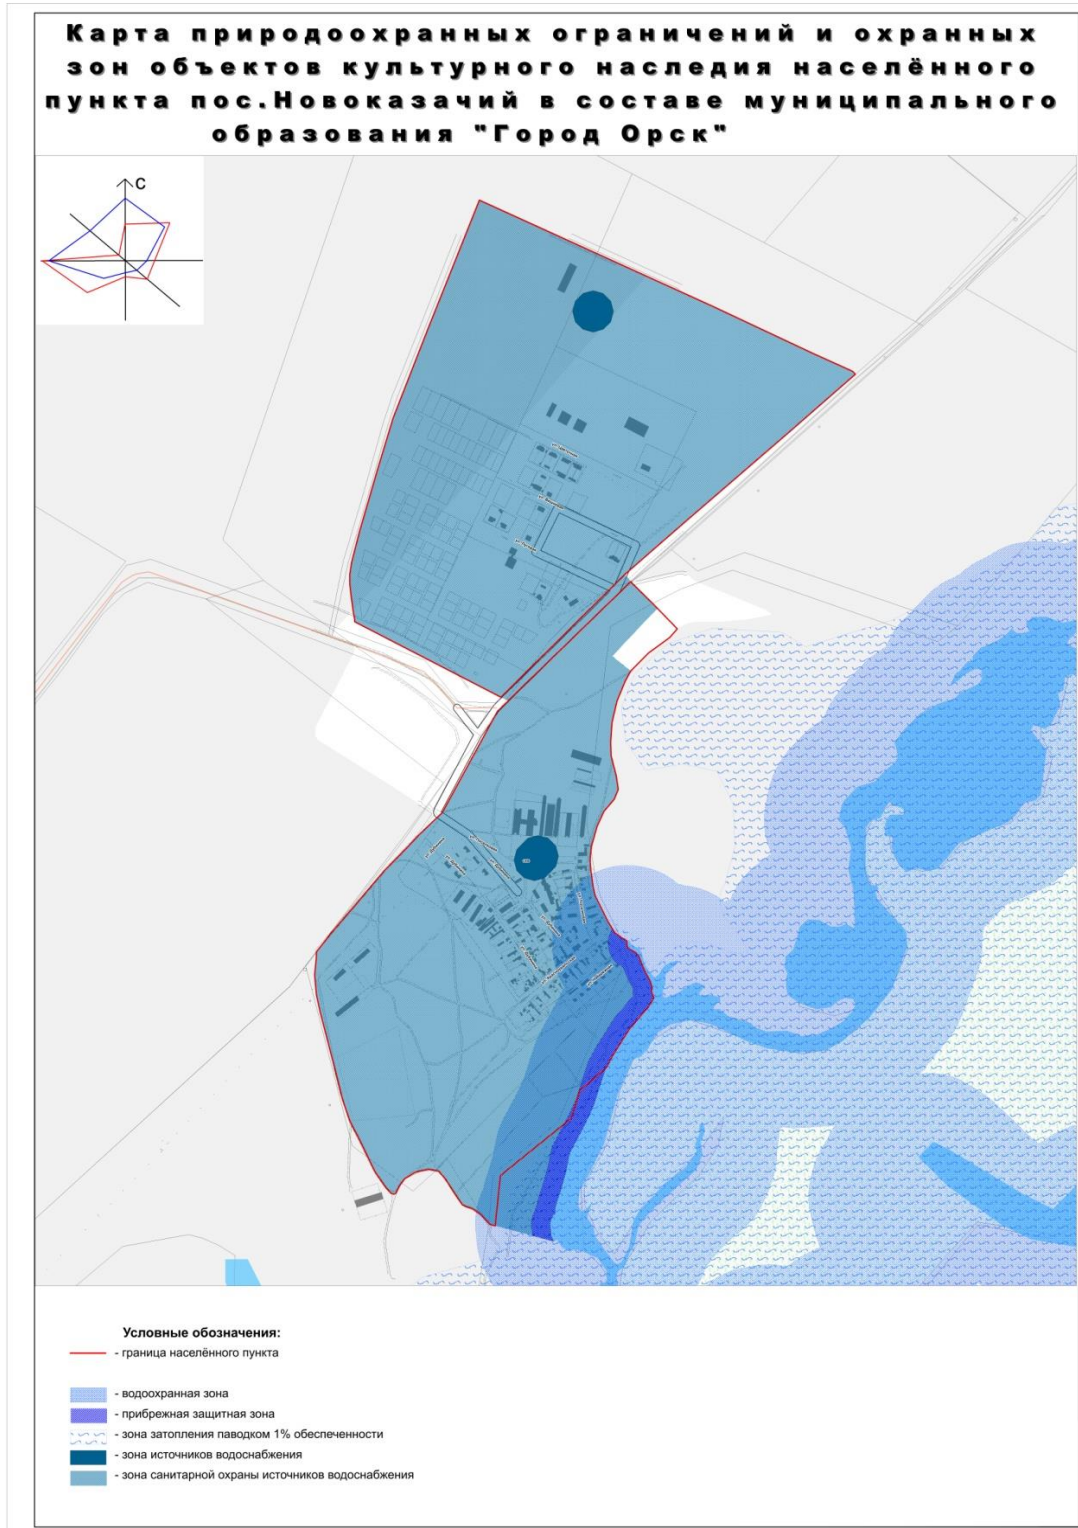 Карта природоохранных ограничений и охранных
зон объектов культурного наследия населённого
пункта пос.Новоказачий в составе муниципального
образования "Город Орск"
С
Условные обозначения:
- граница населённого пункта
- водоохранная зона
- прибрежная защитная зона
- зона затопления паводком 1% обеспеченности
- зона источников водоснабжения
- зона санитарной охраны источников водоснабжения